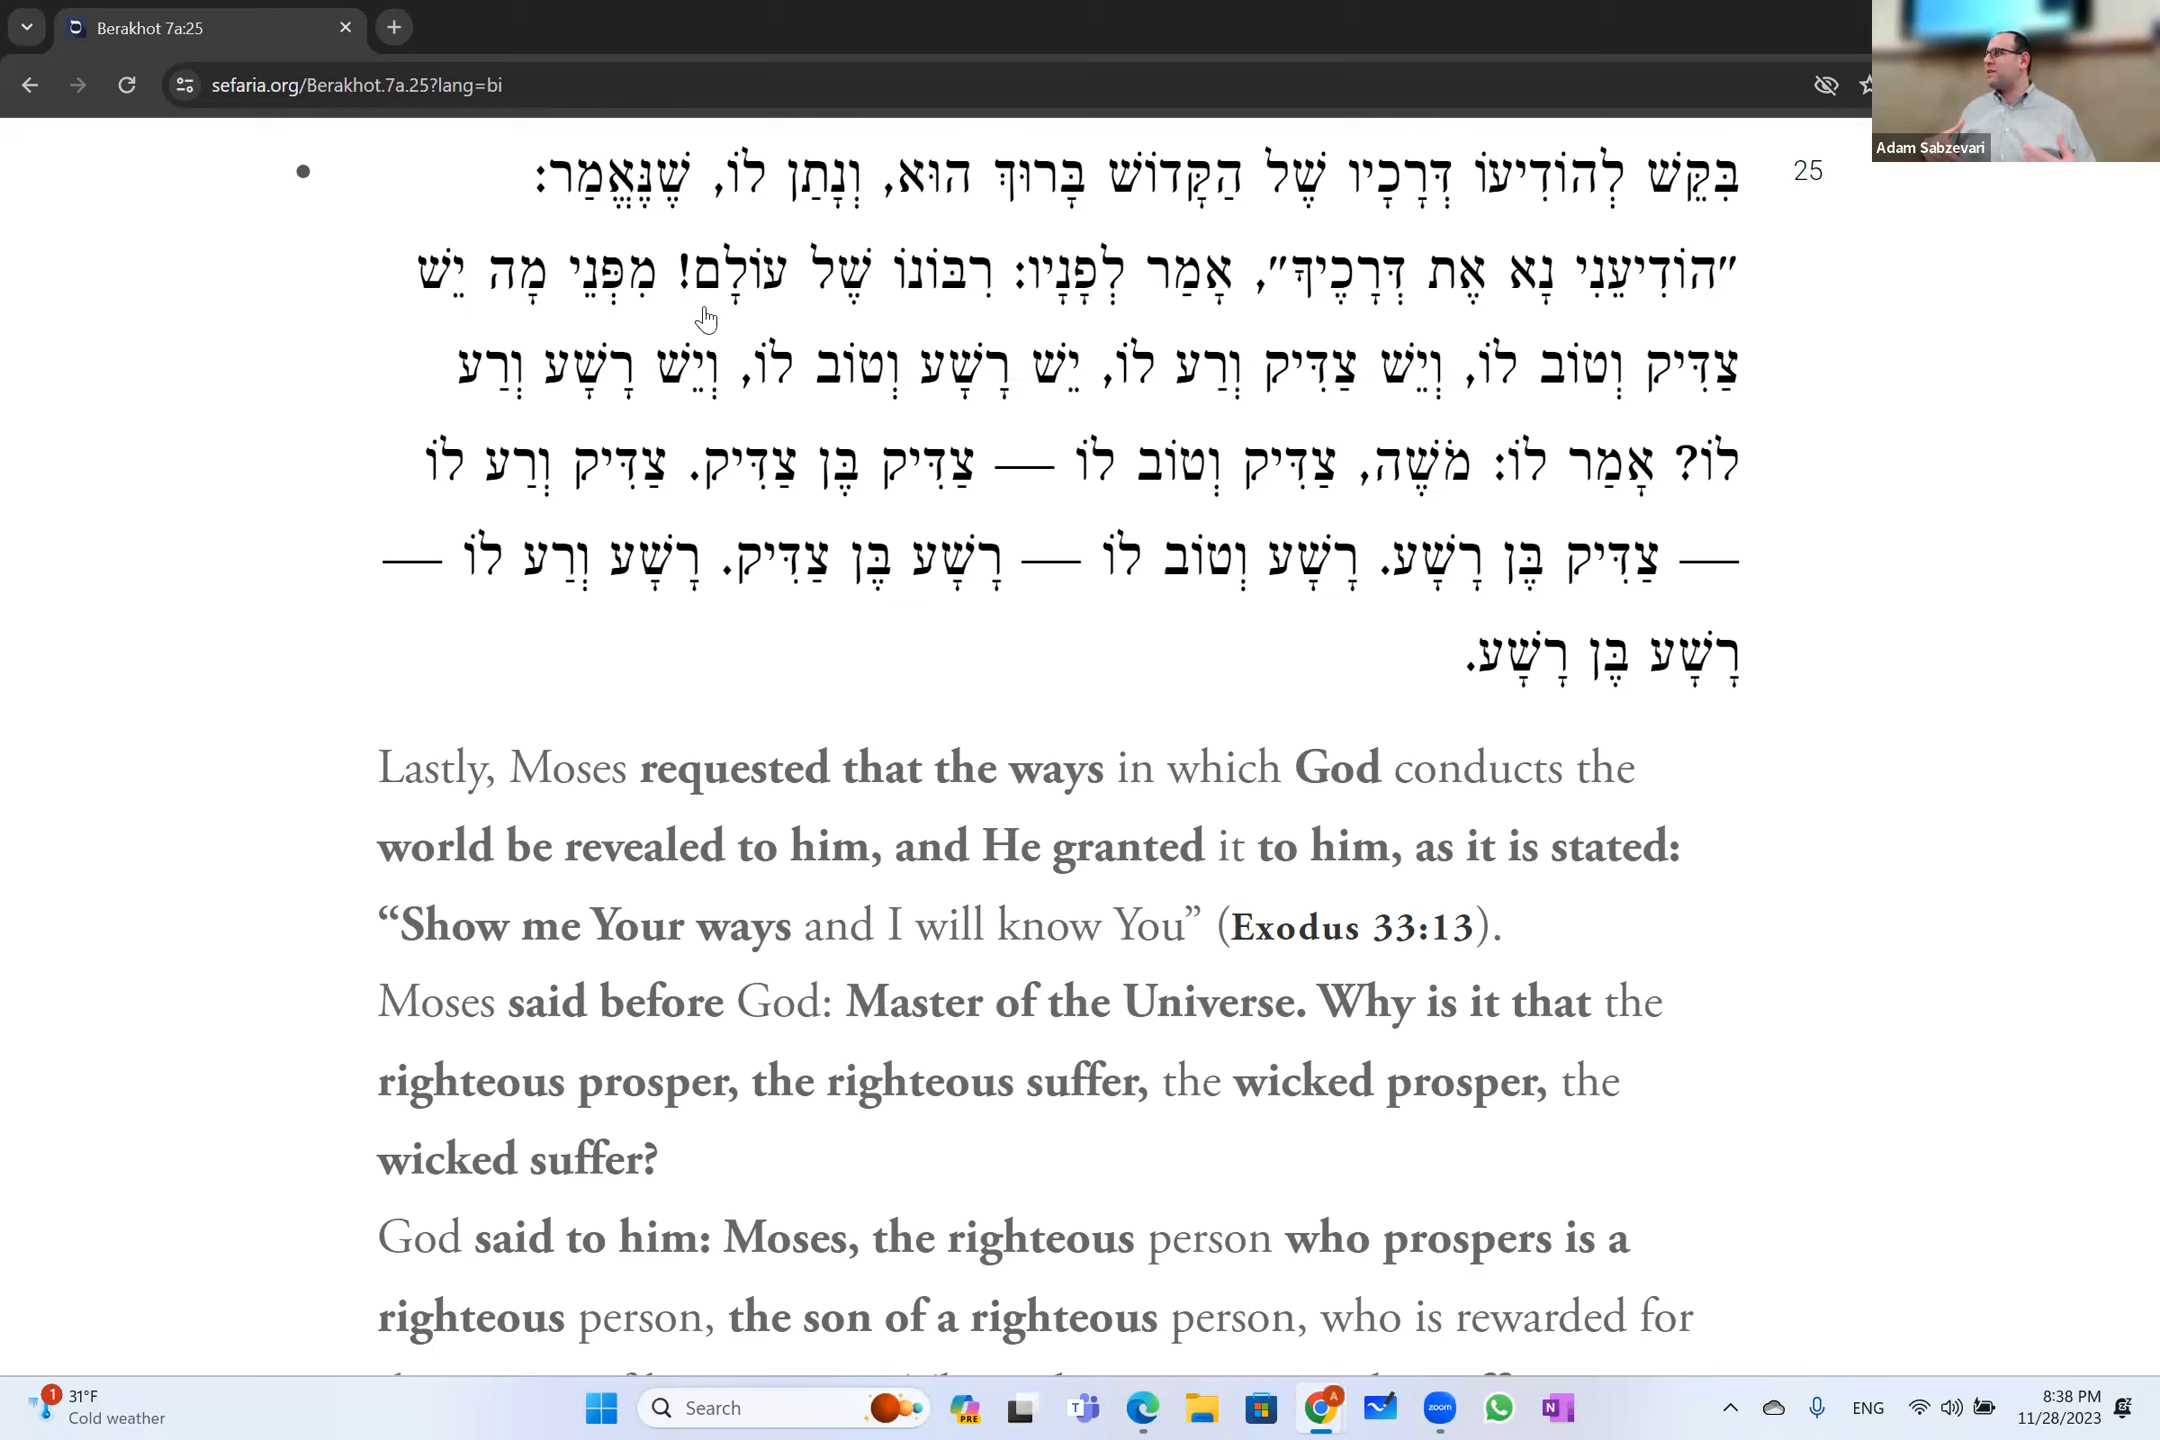 Berakhot 7a:25
sefaria.org/Berakhot.7a.25?lang=bi
Adam Sabzevari
25
בִּקֵּשׁ לְהוֹדִיעוֹ דְּרָכָיו שֶׁל הַקָּדוֹשׁ בָּרוּךְ הוּא, וְנָתַן לוֹ, שֶׁנֶּאֱמַר:
״הוֹדִיעֵנִי נָא אֶת דְּרָכֶיךָ״, אָמַר לְפָנָיו: רִבּוֹנוֹ שֶׁל עוֹלָם! מִפְּנֵי מָה יֵשׁ
צַדִּיק וְטוֹב לוֹ, וְיֵשׁ צַדִּיק וְרַע לוֹ, יֵשׁ רָשָׁע וְטוֹב לוֹ, וְיֵשׁ רָשָׁע וְרַע
לוֹ? אָמַר לוֹ: מֹשֶׁה, צַדִּיק וְטוֹב לוֹ — צַדִּיק בֶּן צַדִּיק. צַדִּיק וְרַע לוֹ
— צַדִּיק בֶּן רָשָׁע. רָשָׁע וְטוֹב לוֹ — רָשָׁע בֶּן צַדִּיק. רָשָׁע וְרַע לוֹ —
רָשָׁע בֶּן רָשָׁע.
Lastly, Moses requested that the ways in which God conducts the
world be revealed to him, and He granted it to him, as it is stated:
“Show me Your ways and I will know You” (Exodus 33:13).
Moses said before God: Master of the Universe. Why is it that the
righteous prosper, the righteous suffer, the wicked prosper, the
wicked suffer?
God said to him: Moses, the righteous person who prospers is a
righteous person, the son of a righteous person, who is rewarded for
1
31°F
Cold weather
Search
PRE
zoom
A
ENG
8:38 PM
11/28/2023